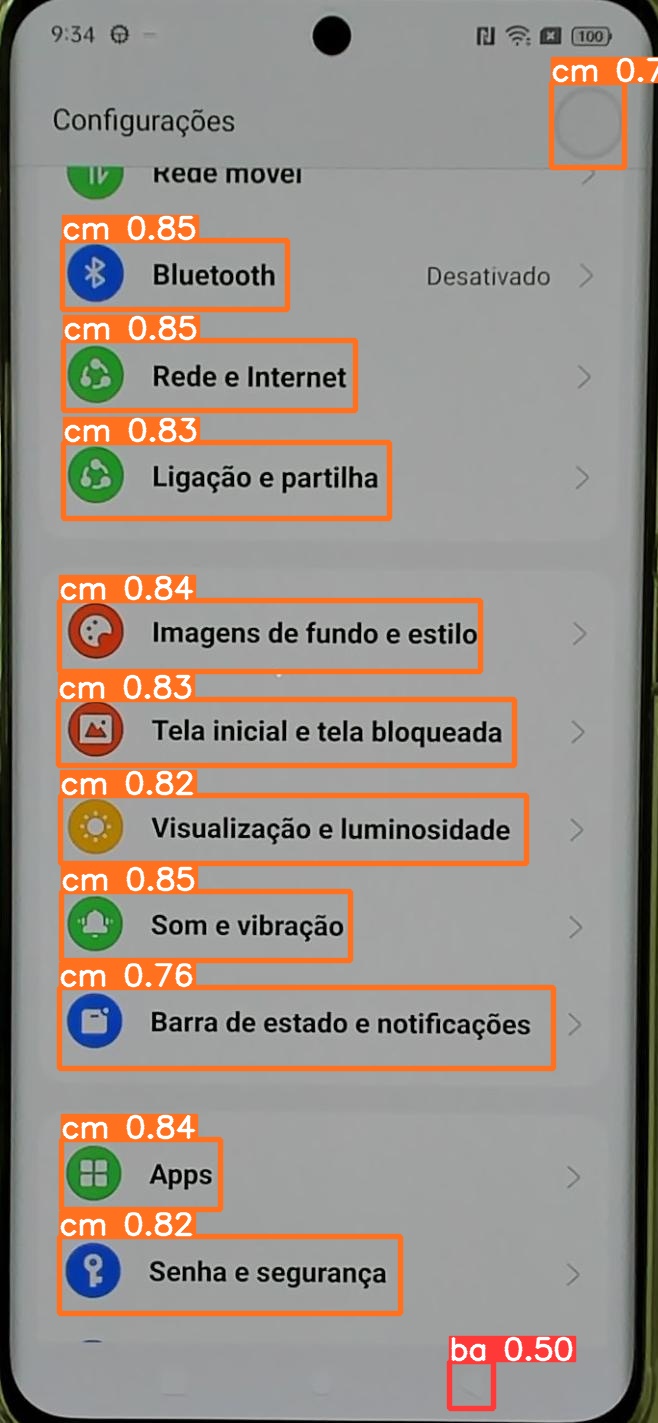 9:34
100
cm 0.7
Configurações
Rede móvel
cm 0.85
Bluetooth
Desativado
cm 0.85
Rede e Internet
cm 0.83
Ligação e partilha
cm 0.84
Imagens de fundo e estilo
cm 0.83
Tela inicial e tela bloqueada
cm 0.82
Visualização e luminosidade
cm 0.85
Som e vibração
cm 0.76
Barra de estado e notificações
cm 0.84
Apps
cm 0.82
Senha e segurança
ba 0.50